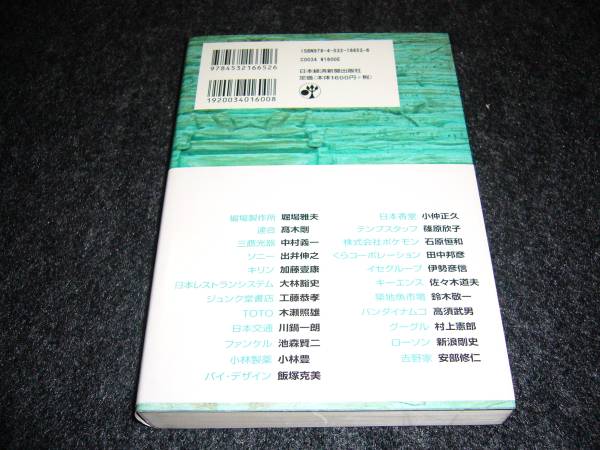 9784532166526
1920034016008
ISBN978-4-532-16652-6
C0034 ¥1600E
日本経済新聞出版社
定価(本体1600円+税)
堀場製作所 堀場雅夫
連合 髙木剛
三鷹光器 中村義一
ソニー 出井伸之
キリン 加藤壹康
日本レストランシステム 大林豁史
ジュンク堂書店 工藤恭孝
TOTO 木瀬照雄
日本交通 川鍋一朗
ファンケル 池森賢二
小林製薬 小林豊
バイ・デザイン 飯塚克美
日本香堂 小仲正久
テンプスタッフ 篠原欣子
株式会社ポケモン 石原恒和
くらコーポレーション 田中邦彦
イセグループ 伊勢彦信
キーエンス 佐々木道夫
築地魚市場 鈴木敬一
バンダイナムコ 高須武男
グーグル 村上憲郎
ローソン 新浪剛史
吉野家 安部修仁